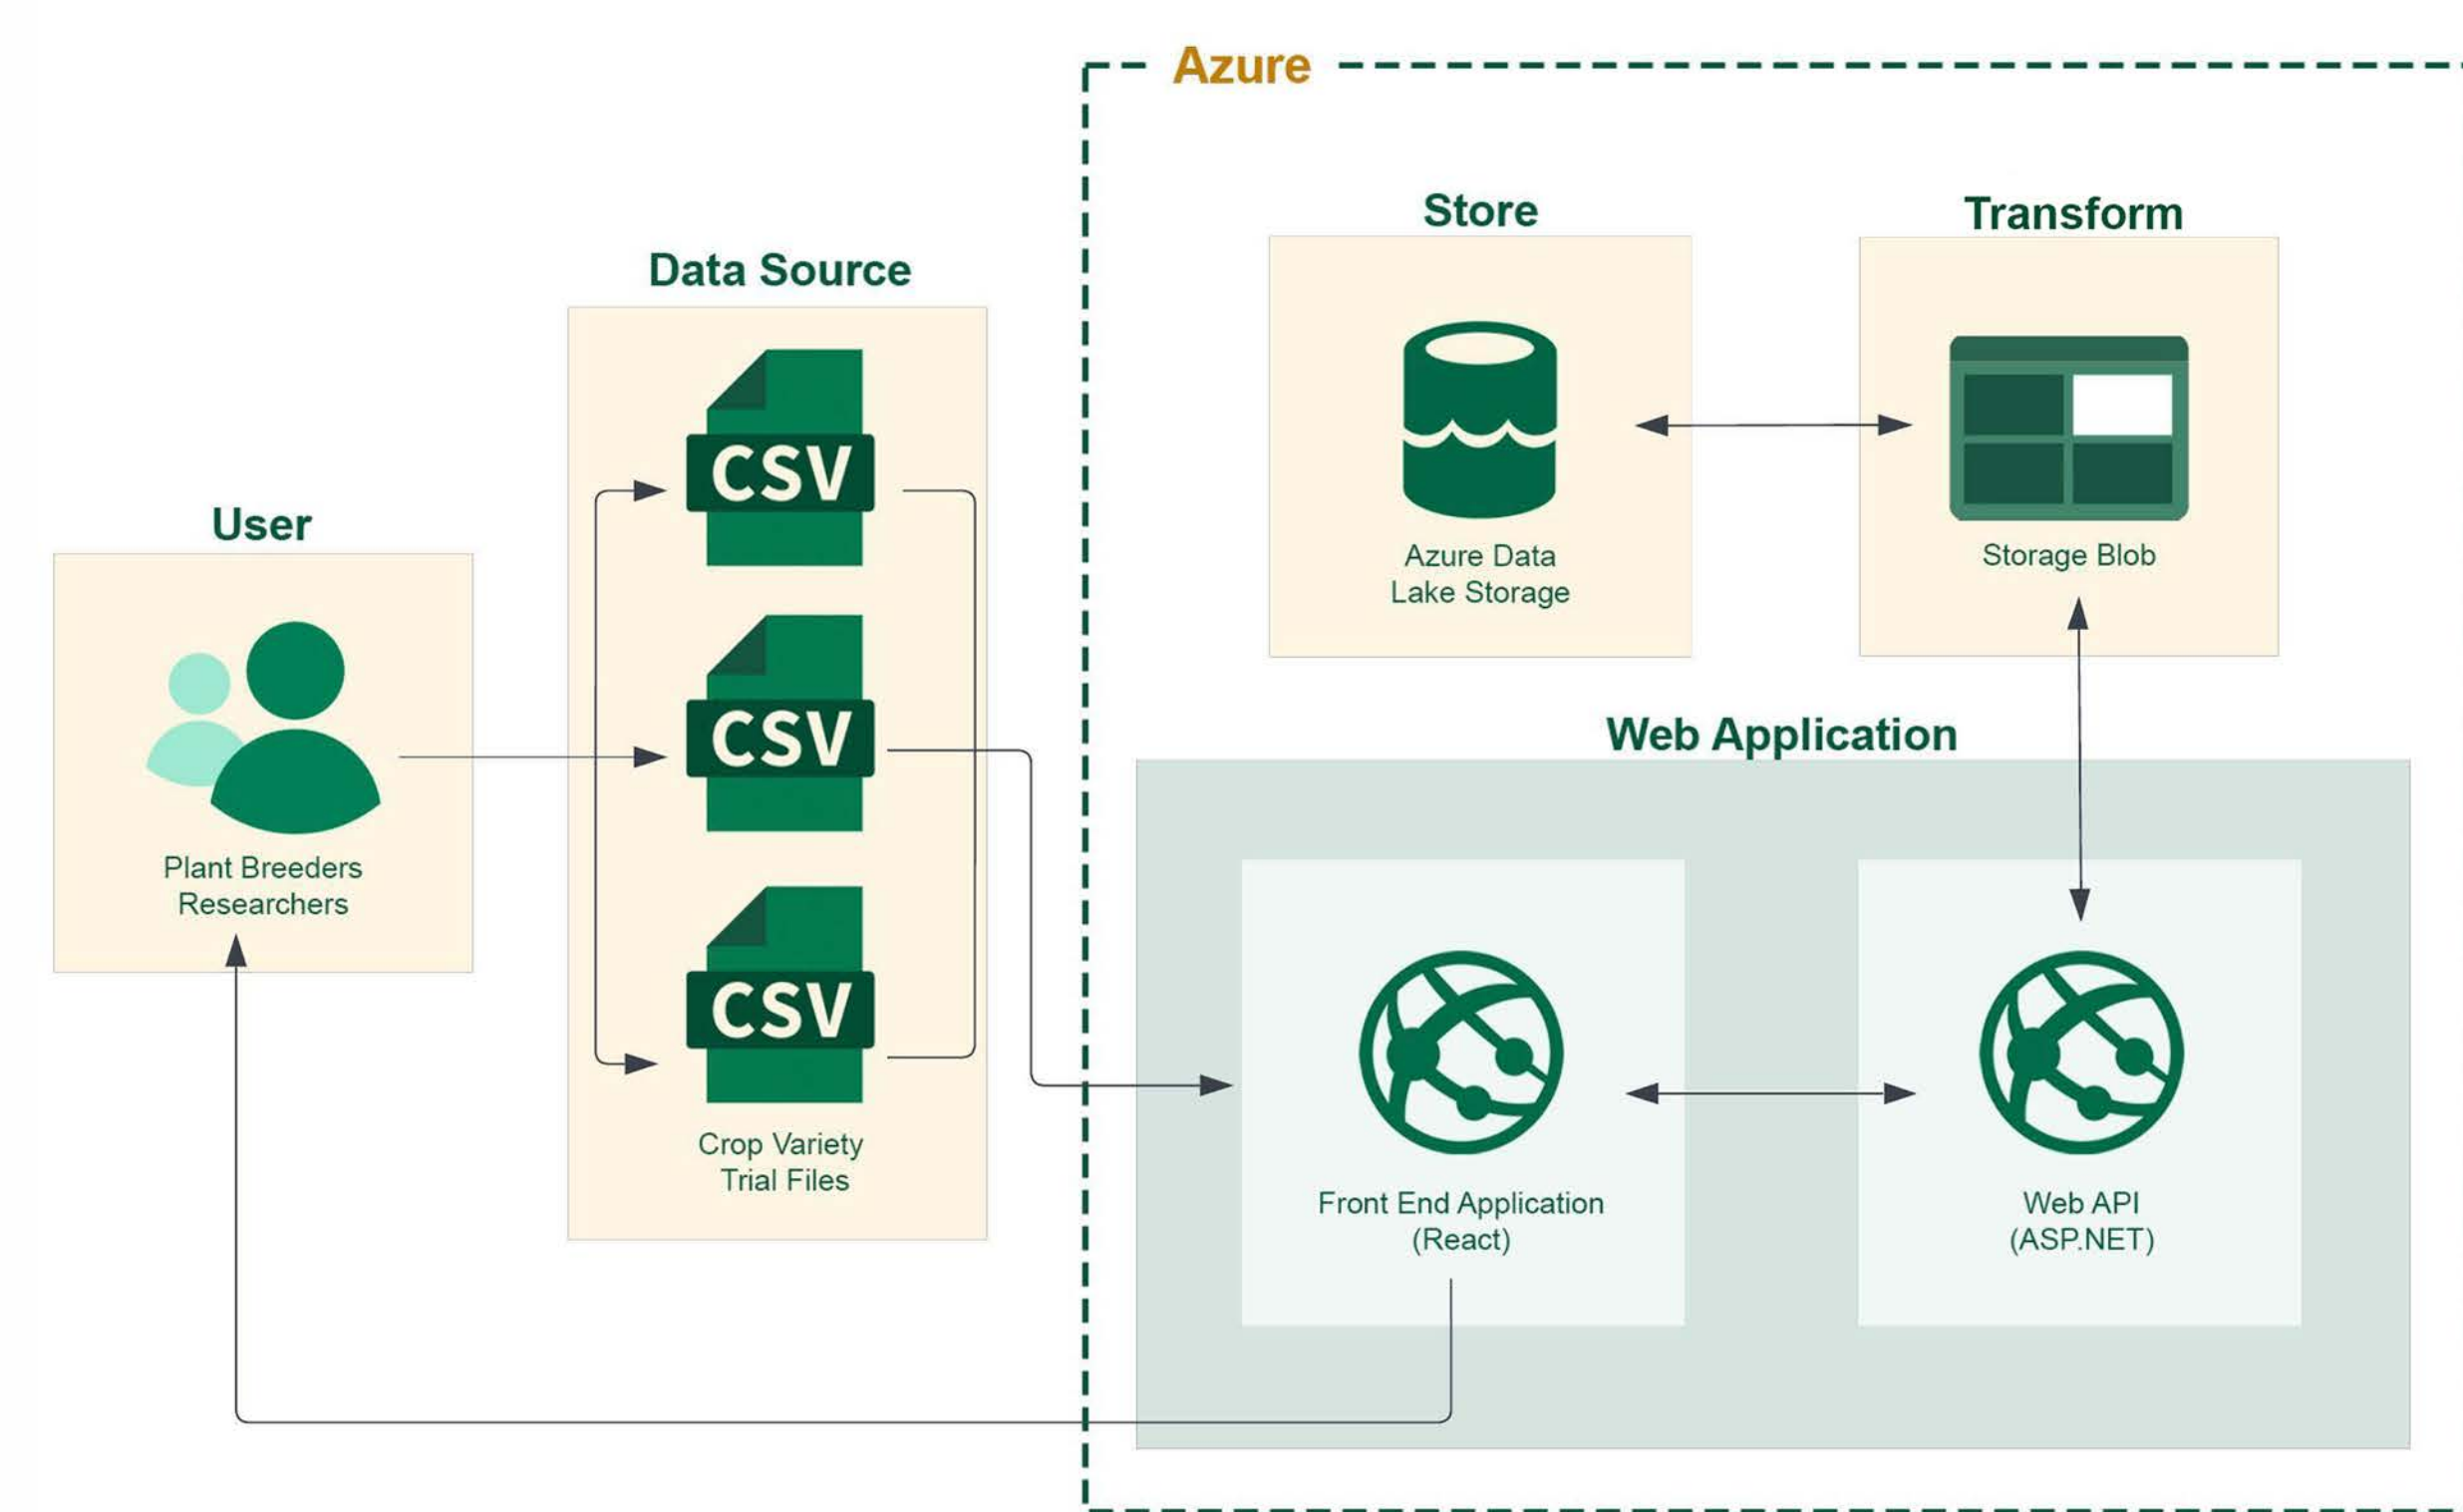 Azure
Store
Transform
Data Source
CSV
Azure Data
Lake Storage
Storage Blob
User
CSV
Web Application
Plant Breeders
Researchers
CSV
Crop Variety
Trial Files
Front End Application
(React)
Web API
(ASP.NET)